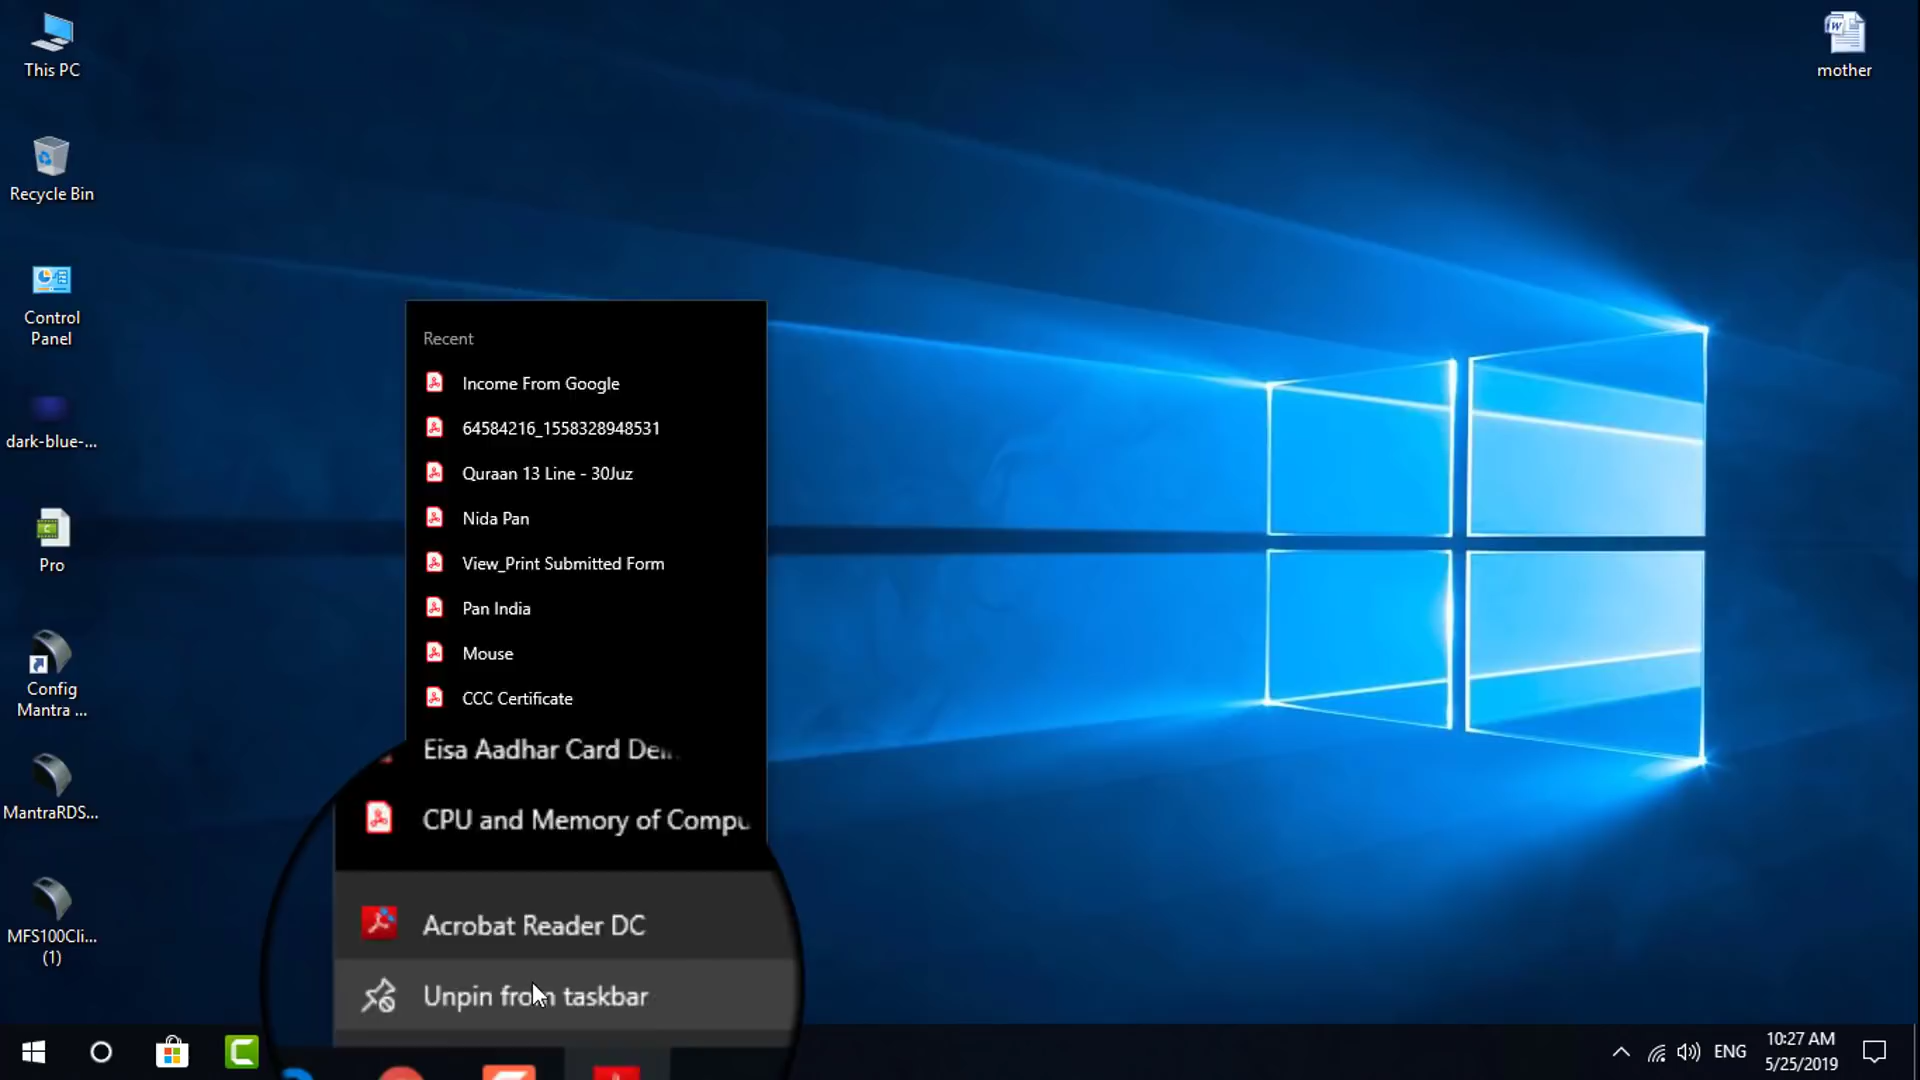 This PC
Recycle Bin
Control
Panel
dark-blue-...
Pro
Config
Mantra ...
MantraRDS...
MFS100Cli...
(1)
mother
Recent
Income From Google
64584216_1558328948531
Quraan 13 Line - 30Juz
Nida Pan
View_Print Submitted Form
Pan India
Mouse
CCC Certificate
Eisa Aadhar Card
CPU and Memory of Compu
Acrobat Reader DC
Unpin from taskbar
ENG
10:27 AM
5/25/2019